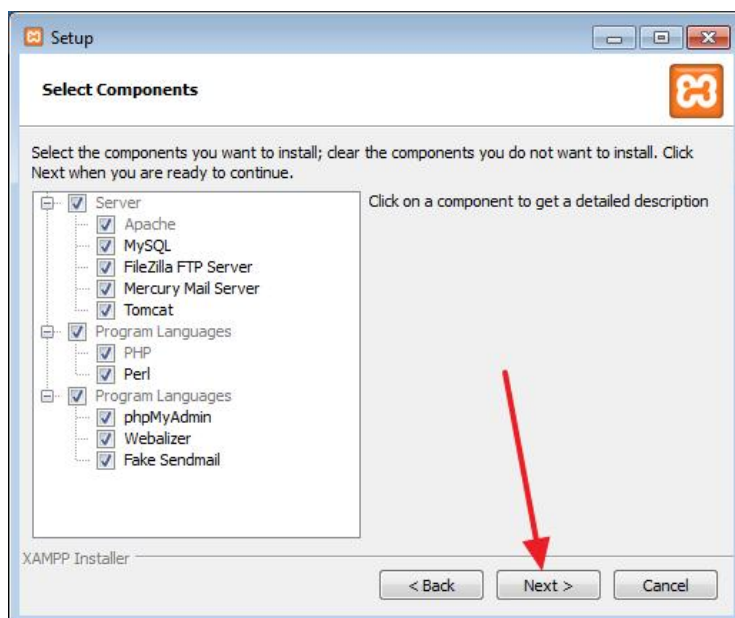 Setup
Select Components
Select the components you want to install; clear the components you do not want to install. Click
Next when you are ready to continue.
Server
Apache
MySQL
FileZilla FTP Server
Mercury Mail Server
Tomcat
Program Languages
PHP
Perl
Program Languages
phpMyAdmin
Webalizer
Fake Sendmail
Click on a component to get a detailed description
XAMPP Installer
< Back
Next >
Cancel